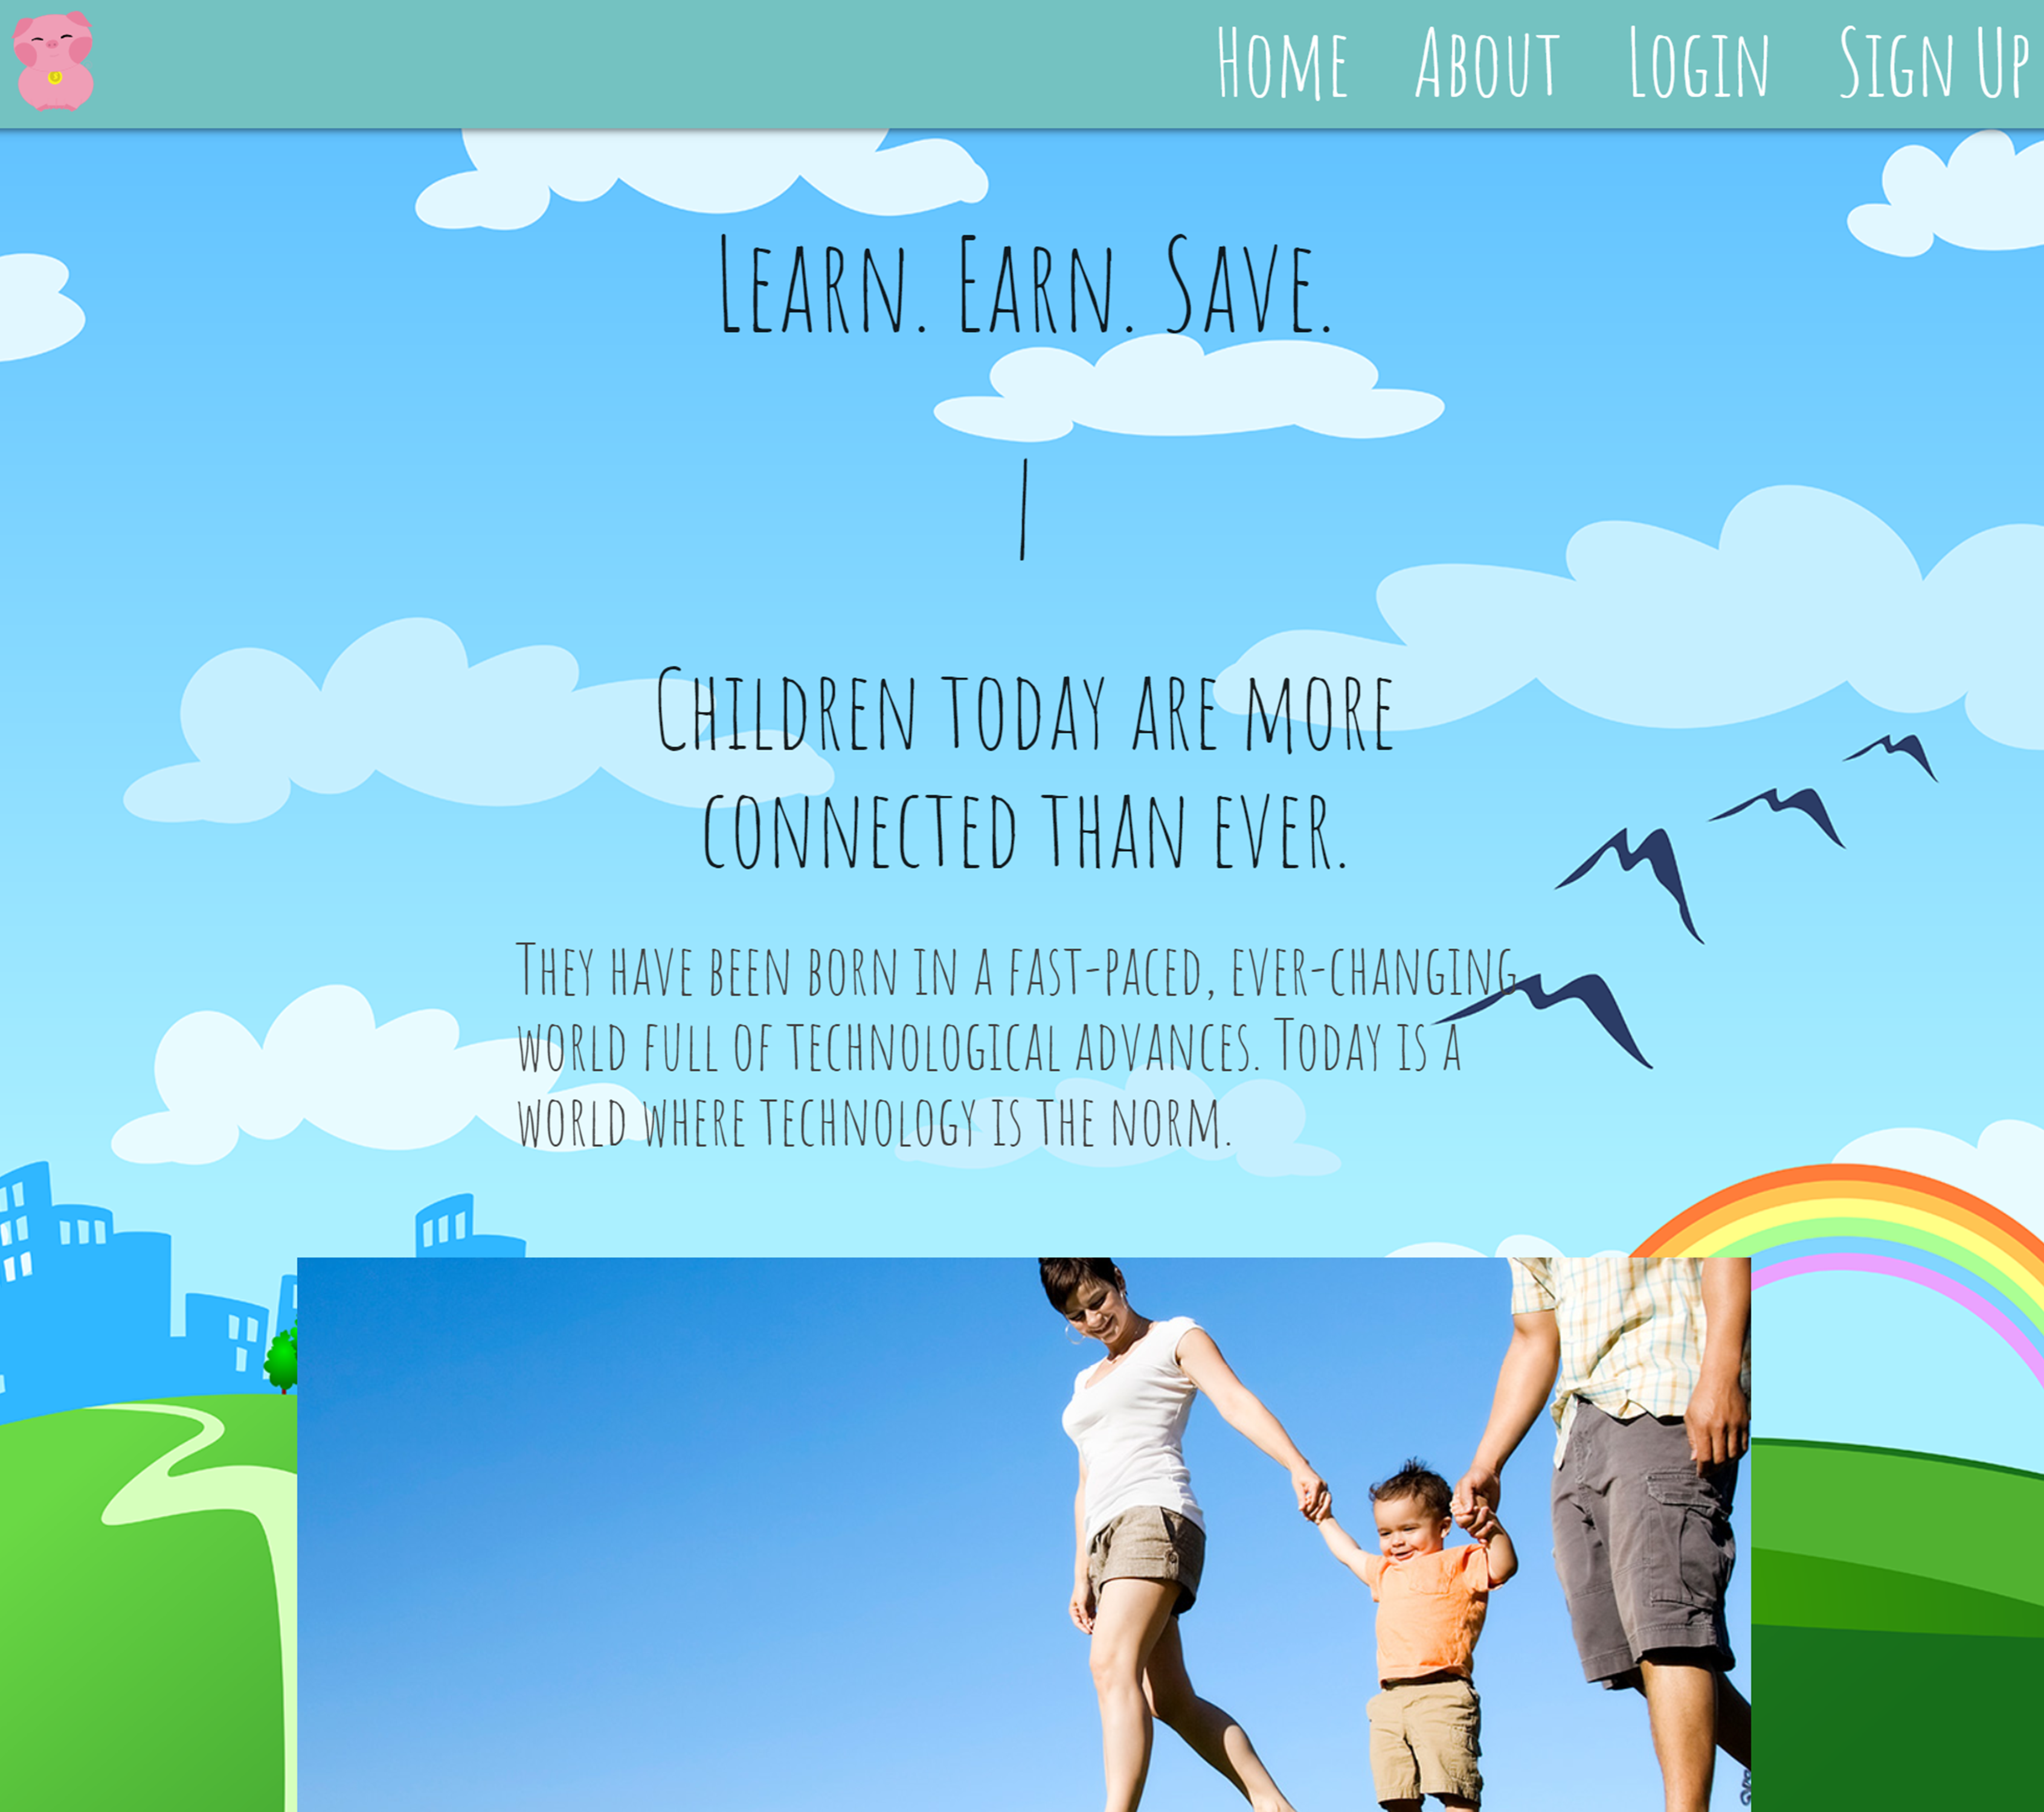 Home About Login Sign Up
Learn. Earn. Save.
|
Children today are more
connected than ever.
They have been born in a fast-paced, ever-changing
world full of technological advances. Today is a
world where technology is the norm.